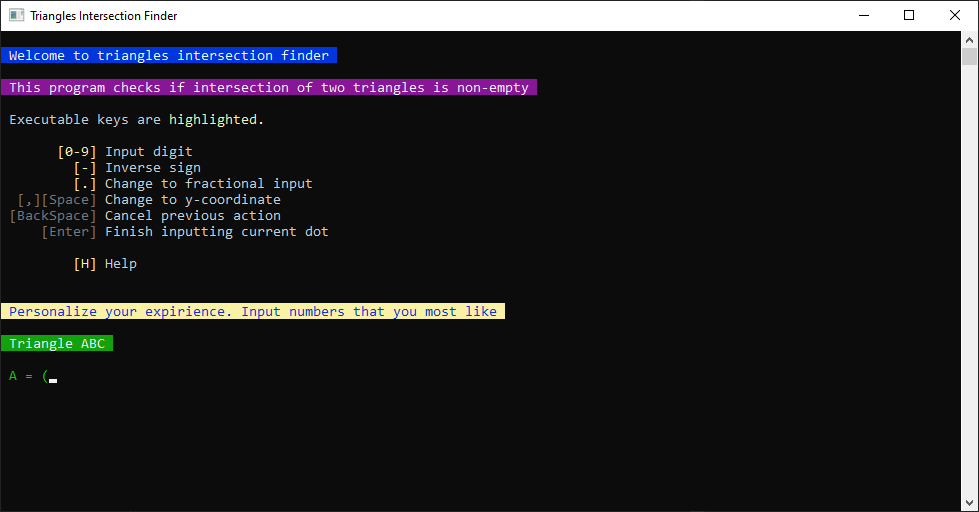 Triangles Intersection Finder
Welcome to triangles intersection finder
This program checks if intersection of two triangles is non-empty
Executable keys are highlighted.
[0-9] Input digit
[-] Inverse sign
[.] Change to fractional input
[,][Space] Change to y-coordinate
[BackSpace] Cancel previous action
[Enter] Finish inputting current dot
[H] Help
Personalize your expirience. Input numbers that you most like
Triangle ABC
A = (